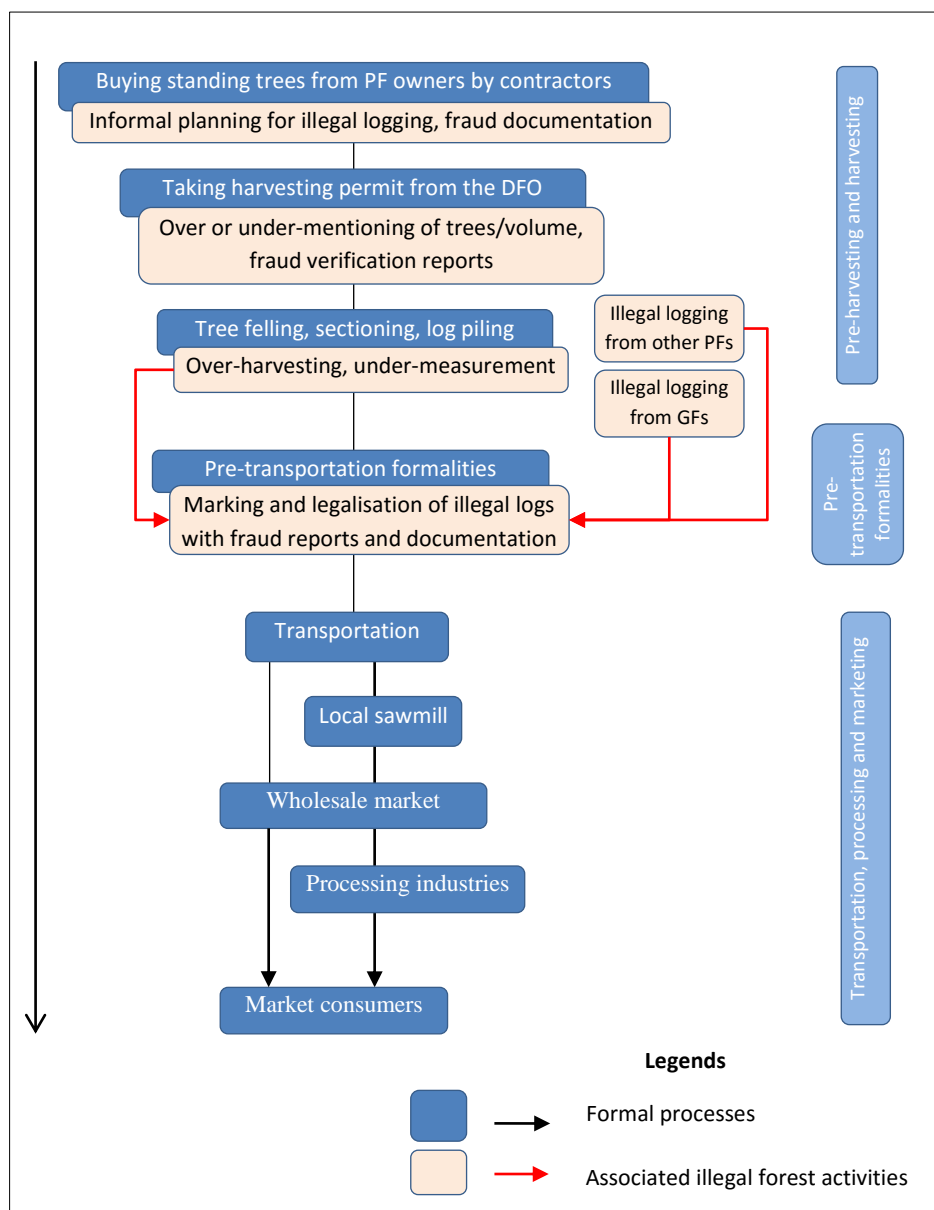 Buying standing trees from PF owners by contractors
Informal planning for illegal logging, fraud documentation
Taking harvesting permit from the DFO
Over or under-mentioning of trees/volume,
fraud verification reports
Pre-harvesting and harvesting
Tree felling, sectioning, log piling
Over-harvesting, under-measurement
Illegal logging
from other PFs
Illegal logging
from GFs
Pre-transportation formalities
Marking and legalisation of illegal logs
with fraud reports and documentation
Pre-
transportation
formalities
Transportation
Local sawmill
Wholesale market
Processing industries
Market consumers
Transportation, processing and marketing
Legends
Formal processes
Associated illegal forest activities